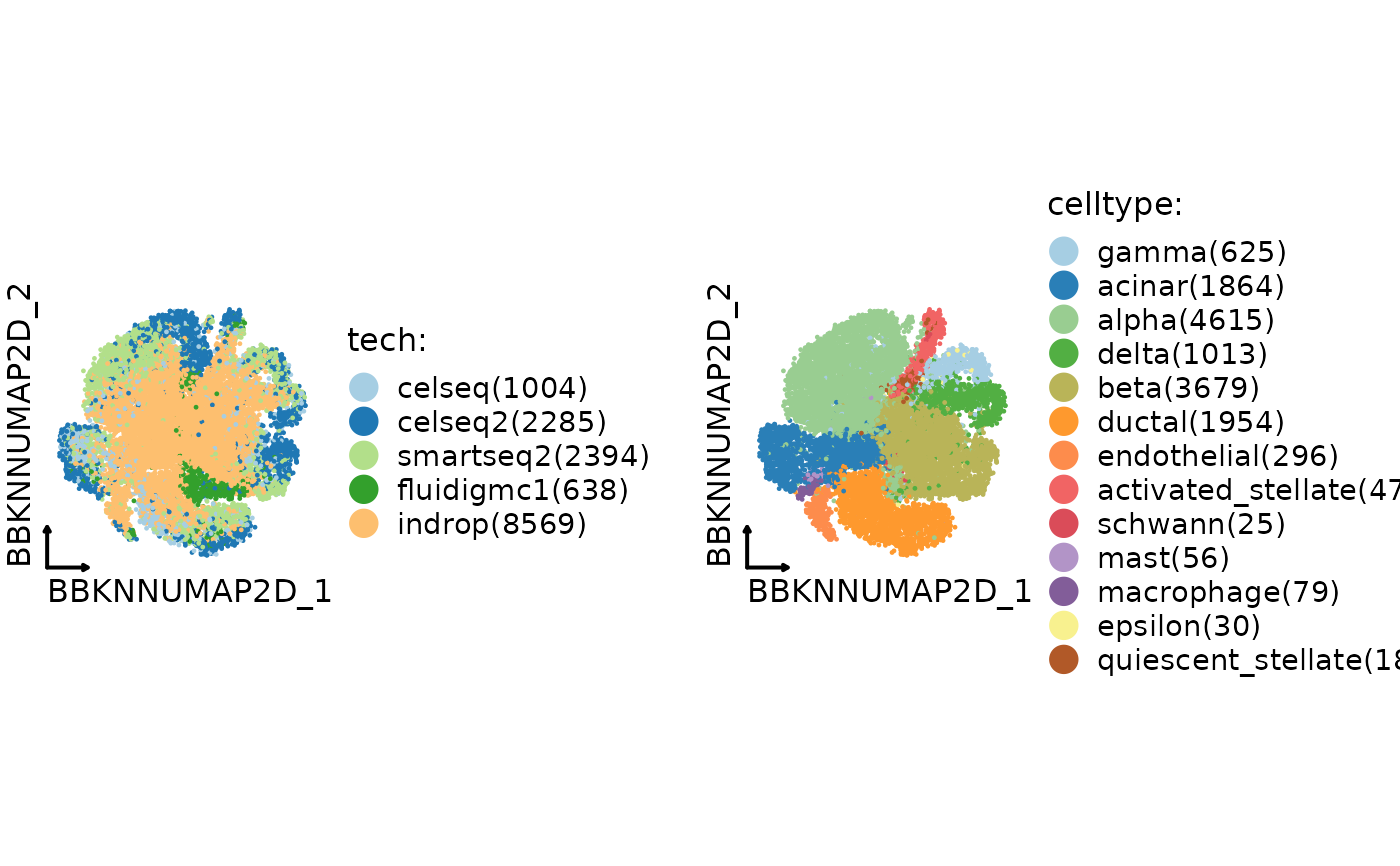 BBKNNUMAP2D_2
BBKNNUMAP2D_1
tech:
celseq(1004)
celseq2(2285)
smartseq2(2394)
fluidigmc1(638)
indrop(8569)
BBKNNUMAP2D_2
BBKNNUMAP2D_1
celltype:
gamma(625)
acinar(1864)
alpha(4615)
delta(1013)
beta(3679)
ductal(1954)
endothelial(296)
activated_stellate(47
schwann(25)
mast(56)
macrophage(79)
epsilon(30)
quiescent_stellate(18